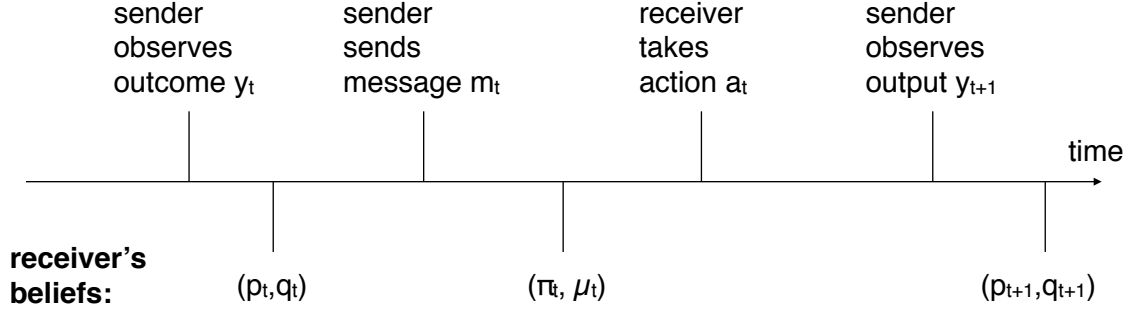 sender
observes
outcome yt
sender
sends
message mt
receiver
takes
action at
sender
observes
output yt+1
time
receiver's
beliefs:
(pt,qt)
(πt, μt)
(pt+1,qt+1)